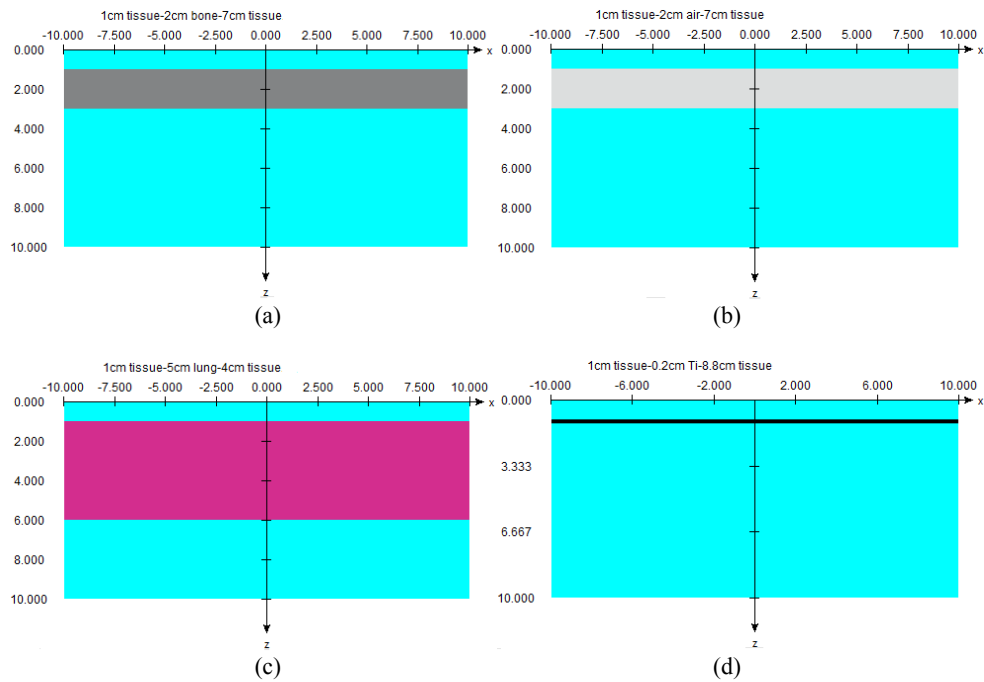 1cm tissue-2cm bone-7cm tissue
-10.000 -7.500 -5.000 -2.500 0.000 2.500 5.000 7.500 10.000
0.000 x
2.000
4.000
6.000
8.000
10.000
z
(a)
1cm tissue-2cm air-7cm tissue
-10.000 -7.500 -5.000 -2.500 0.000 2.500 5.000 7.500 10.000
0.000 x
2.000
4.000
6.000
8.000
10.000
z
(b)
1cm tissue-5cm lung-4cm tissue
-10.000 -7.500 -5.000 -2.500 0.000 2.500 5.000 7.500 10.000
0.000 x
2.000
4.000
6.000
8.000
10.000
z
(c)
1cm tissue-0.2cm Ti-8.8cm tissue
-10.000 -6.000 -2.000 2.000 6.000 10.000
0.000 x
3.333
6.667
10.000
z
(d)